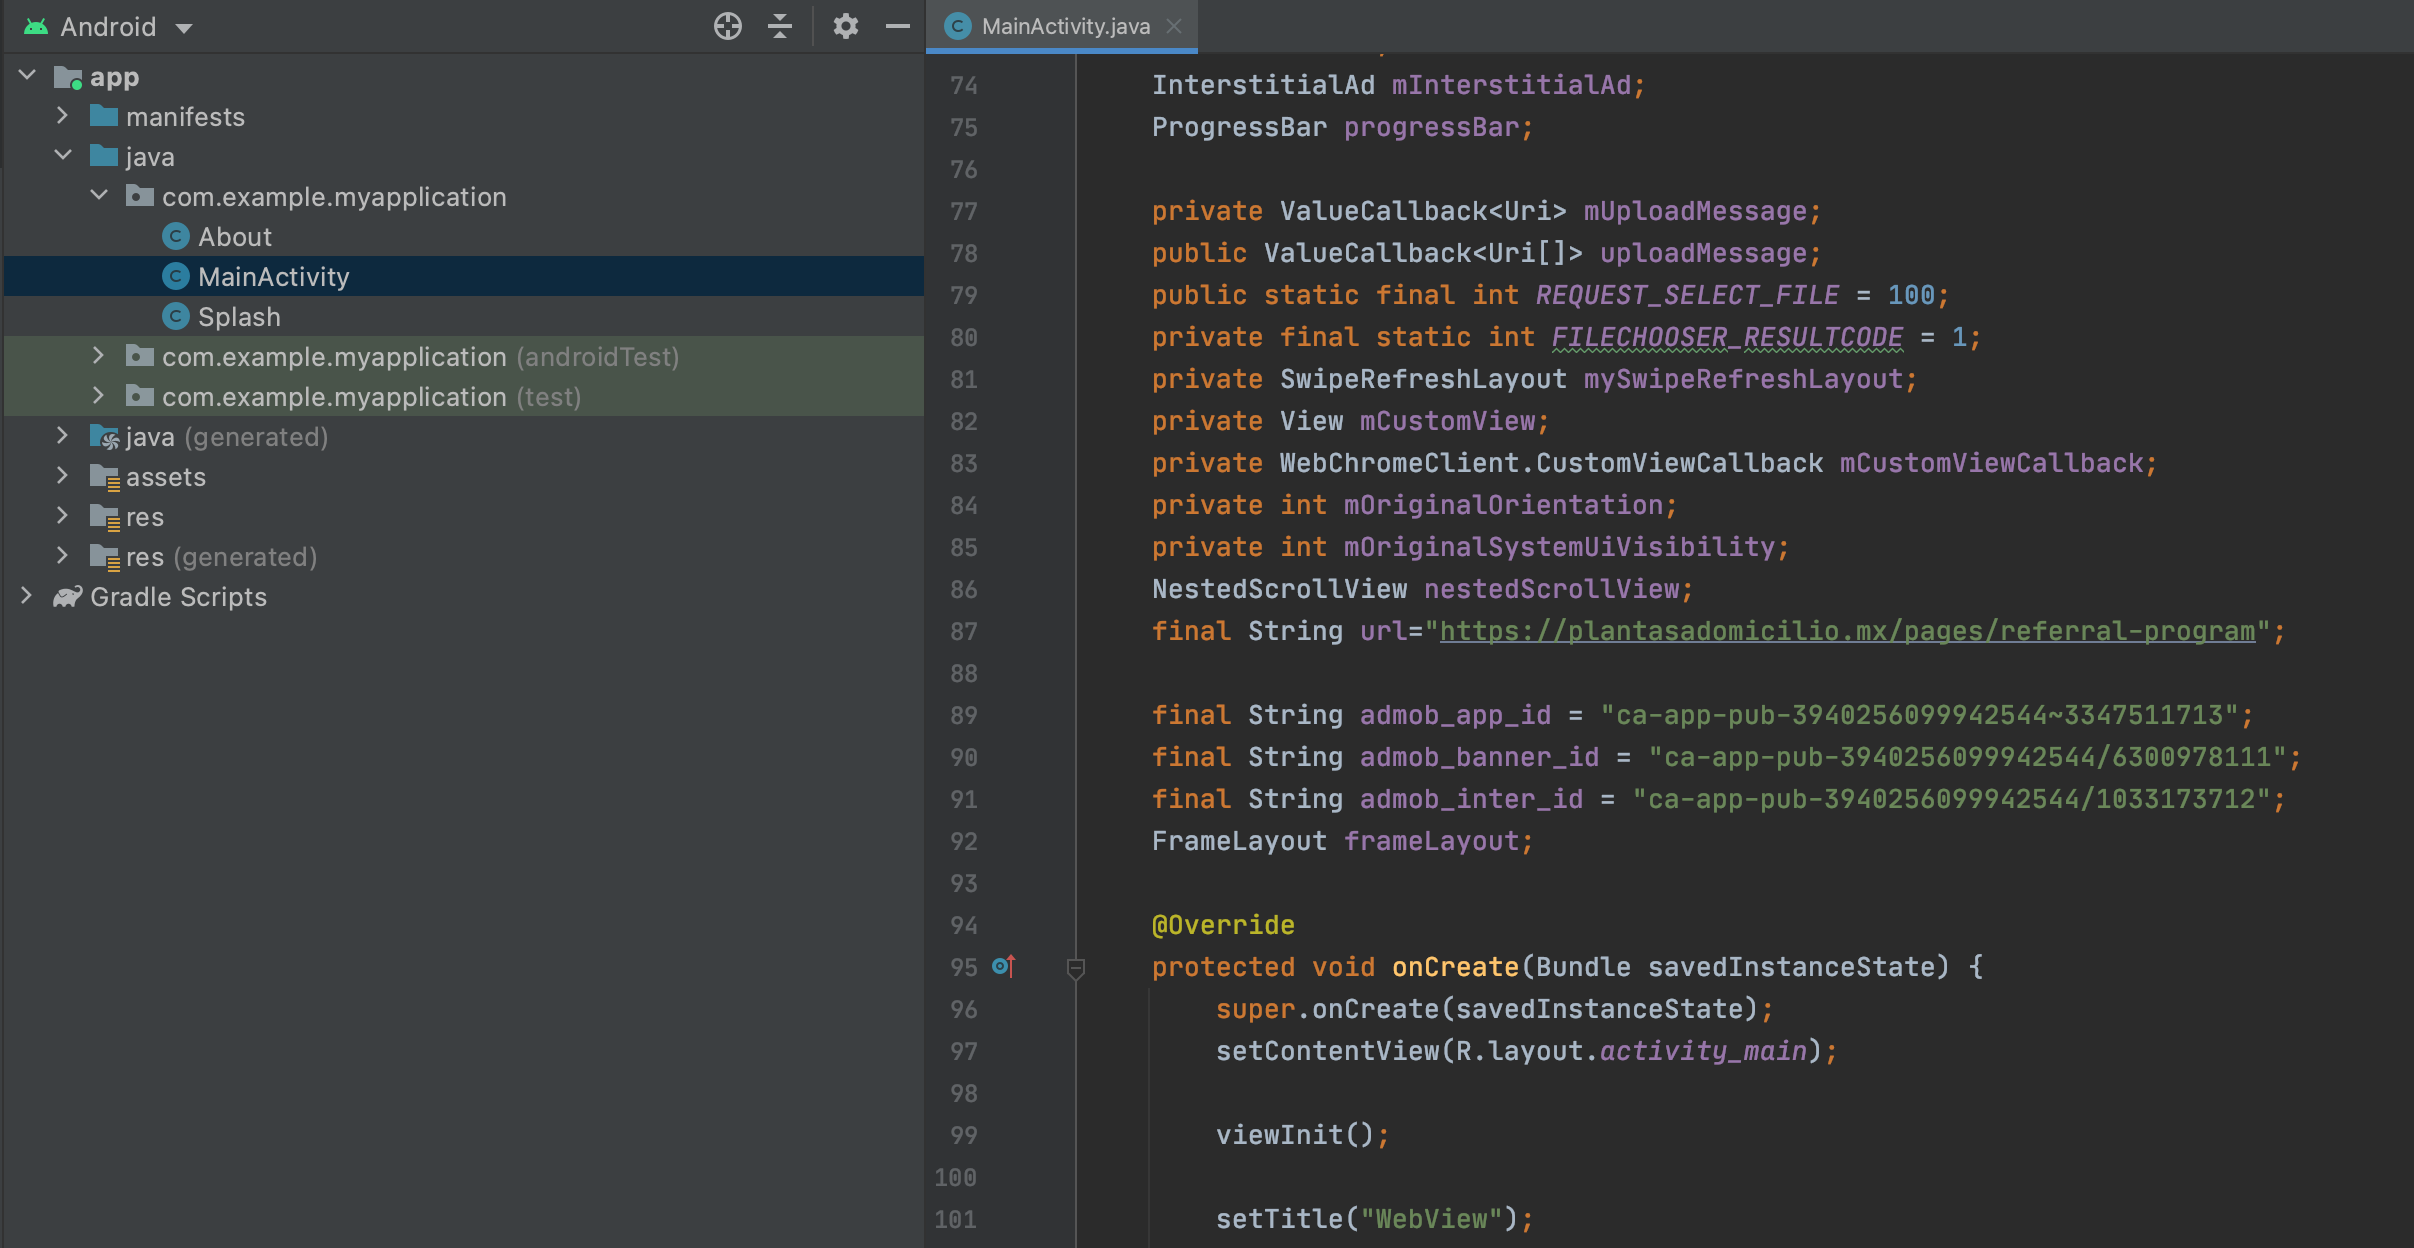 Android
app
manifests
java
com.example.myapplication
About
MainActivity
Splash
com.example.myapplication (androidTest)
com.example.myapplication (test)
java (generated)
assets
res
res (generated)
Gradle Scripts
MainActivity.java
74 InterstitialAd mInterstitialAd;
75 ProgressBar progressBar;
76
77 private ValueCallback<Uri> mUploadMessage;
78 public ValueCallback<Uri[]> uploadMessage;
79 public static final int REQUEST_SELECT_FILE = 100;
80 private final static int FILECHOOSER_RESULTCODE = 1;
81 private SwipeRefreshLayout mySwipeRefreshLayout;
82 private View mCustomView;
83 private WebChromeClient.CustomViewCallback mCustomViewCallback;
84 private int mOriginalOrientation;
85 private int mOriginalSystemUiVisibility;
86 NestedScrollView nestedScrollView;
87 final String url="https://plantasadomicilio.mx/pages/referral-program";
88
89 final String admob_app_id = "ca-app-pub-3940256099942544~3347511713";
90 final String admob_banner_id = "ca-app-pub-3940256099942544/6300978111";
91 final String admob_inter_id = "ca-app-pub-3940256099942544/1033173712";
92 FrameLayout frameLayout;
93
94 @Override
95 protected void onCreate(Bundle savedInstanceState) {
96 super.onCreate(savedInstanceState);
97 setContentView(R.layout.activity_main);
98
99 viewInit();
100
101 setTitle("WebView");